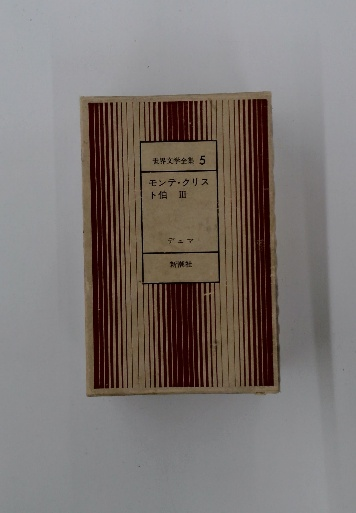 世界文学全集 5
モンテ・クリス
ト伯 Ⅲ
デュマ
新潮社